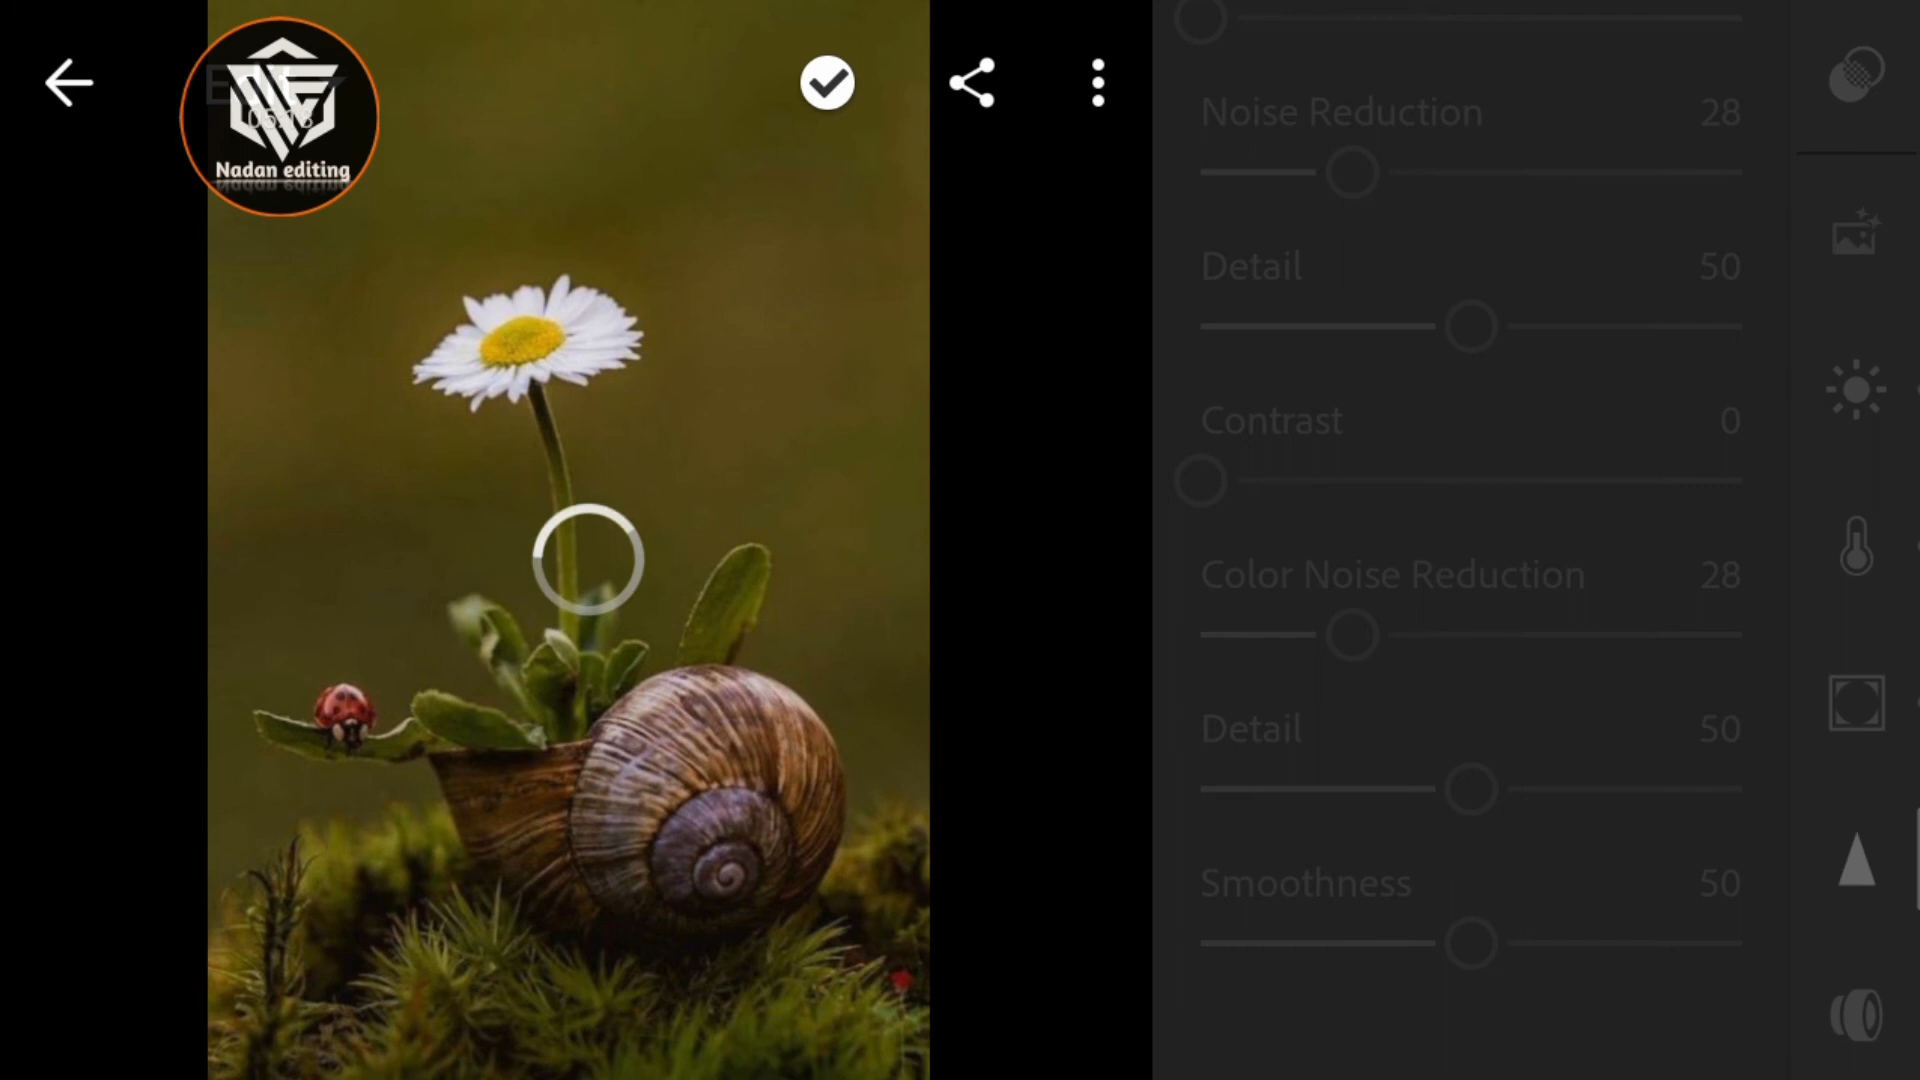 Nadan editing
Noise Reduction 28
Detail 50
Contrast 0
Color Noise Reduction 28
Detail 50
Smoothness 50